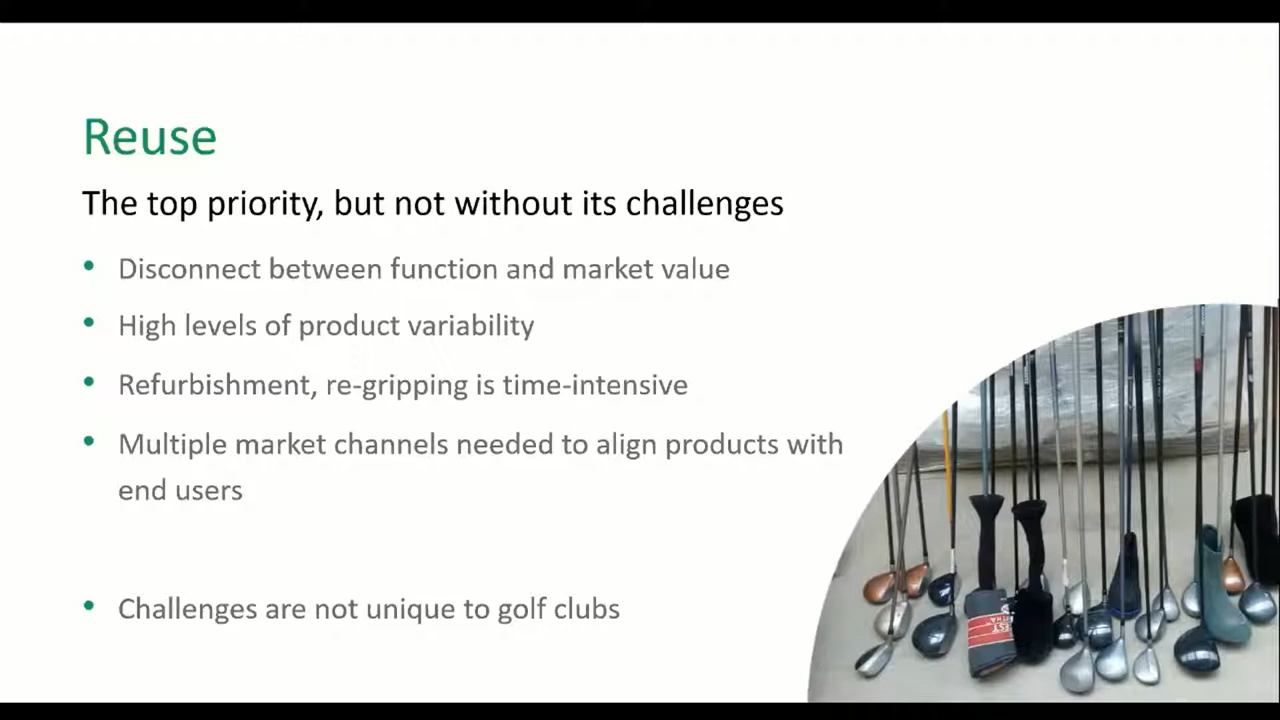 Reuse
The top priority, but not without its challenges
• Disconnect between function and market value
• High levels of product variability
• Refurbishment, re-gripping is time-intensive
• Multiple market channels needed to align products with
end users
• Challenges are not unique to golf clubs